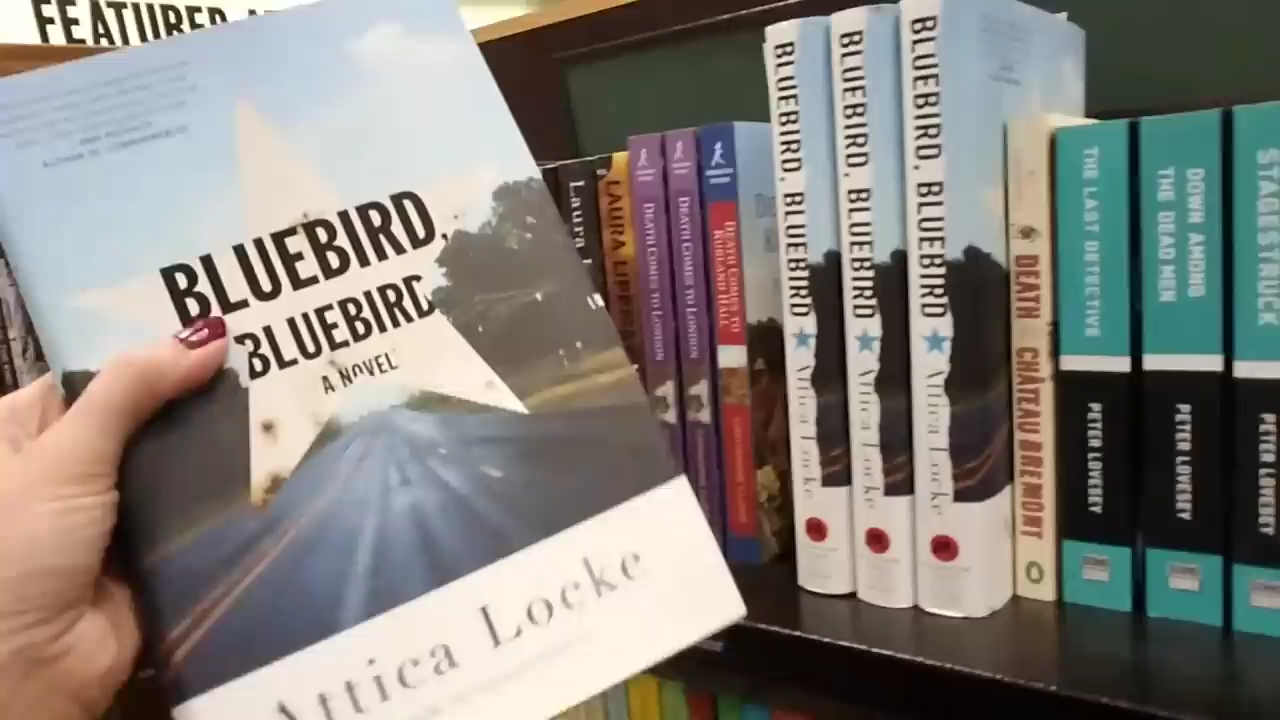 FEATURED
BLUEBIRD,
BLUEBIRD
A NOVEL
Attica Locke
Laura
LAURA LIPP
DEATH COMES TO LONDON
DEATH COMES TO LONDON
DEATH COMES TO
KURLAND HALL
BLUEBIRD, BLUEBIRD Attica Locke
BLUEBIRD, BLUEBIRD Attica Locke
BLUEBIRD, BLUEBIRD Attica Locke
DEATH CHÂTEAU BREMONT
THE LAST DETECTIVE PETER LOVESEY
DOWN AMONG
THE DEAD MEN
PETER LOVESEY
STAGESTRUCK PETER LOVESEY